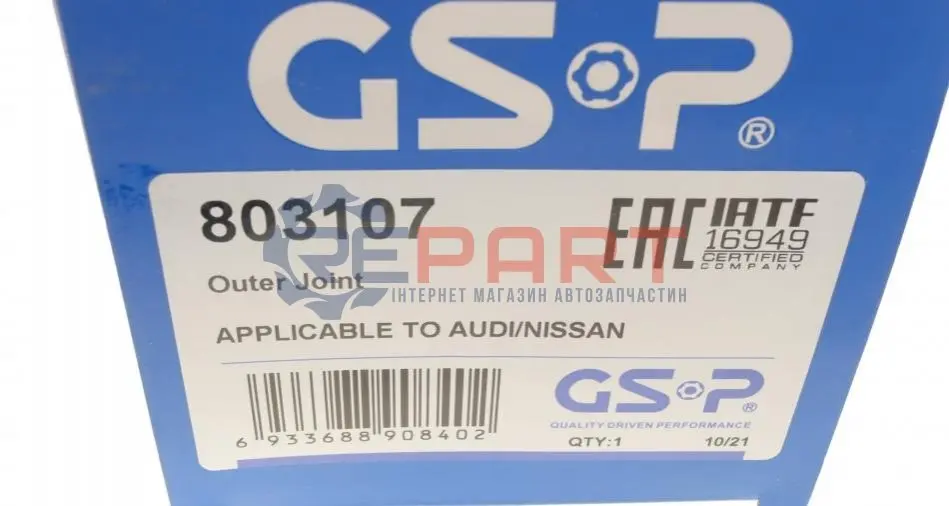 GSP®
803107
EAC
IATF
16949
CERTIFIED
COMPANY
REPART
ІНТЕРНЕТ МАГАЗИН АВТОЗАПЧАСТИН
Outer Joint
APPLICABLE TO AUDI/NISSAN
6 933688 908402
GSP®
QUALITY DRIVEN PERFORMANCE
QTY:1 10/21